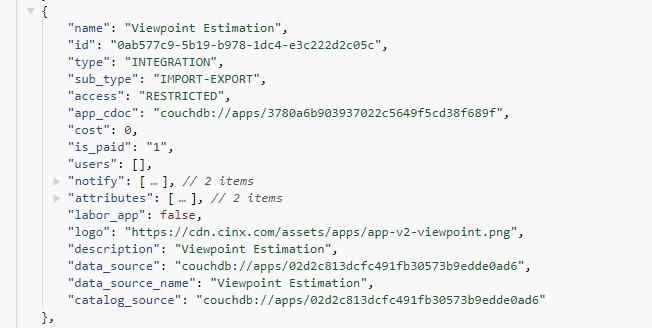 {
"name": "Viewpoint Estimation",
"id": "0ab577c9-5b19-b978-1dc4-e3c222d2c05c",
"type": "INTEGRATION",
"sub_type": "IMPORT-EXPORT",
"access": "RESTRICTED",
"app_cdoc": "couchdb://apps/3780a6b903937022c5649f5cd38f689f",
"cost": 0,
"is_paid": "1",
"users": [],
"notify": [ … ], // 2 items
"attributes": [ … ], // 2 items
"labor_app": false,
"logo": "https://cdn.cinx.com/assets/apps/app-v2-viewpoint.png",
"description": "Viewpoint Estimation",
"data_source": "couchdb://apps/02d2c813dcfc491fb30573b9edde0ad6",
"data_source_name": "Viewpoint Estimation",
"catalog_source": "couchdb://apps/02d2c813dcfc491fb30573b9edde0ad6"
},